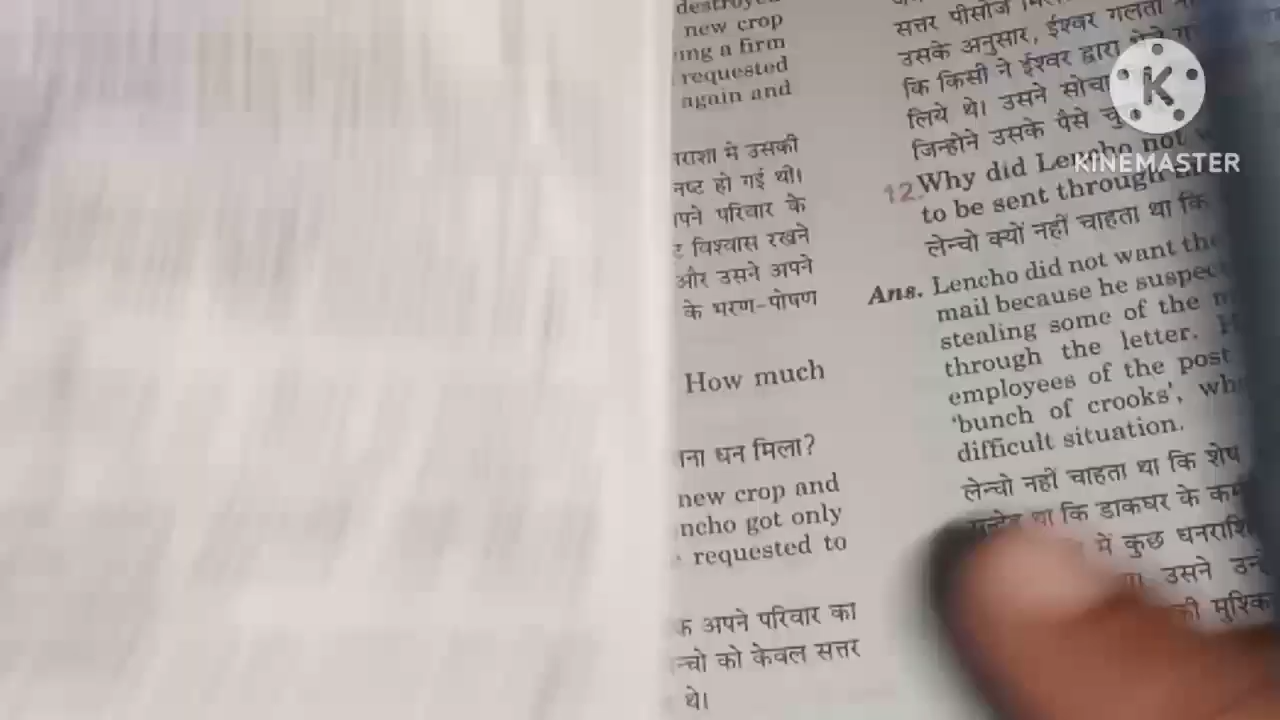 new crop
ing a firm
requested
again and
राशा में उसकी
नष्ट हो गई थी।
पने परिवार के
विश्वास रखने
और उसने अपने
के भरण-पोषण
How much
ना धन मिला?
new crop and
ncho got only
requested to
अपने परिवार का
न्चो को केवल सत्तर
थे।
सत्तर पीसोज
उसके अनुसार, ईश्वर गलती
कि किसी ने ईश्वर द्वारा
लिये थे। उसने सोचा
जिन्होने उसके पैसे
12. Why did Lencho not
to be sent through
लेन्चो क्यों नहीं चाहता था कि
Ans. Lencho did not want the
mail because he suspec
stealing some of the
through the letter.
employees of the post
'bunch of crooks', wh
difficult situation.
लेन्चो नहीं चाहता था कि शेष
था कि डाकघर के
में कुछ धनराशि
उसने
की
KINEMASTER